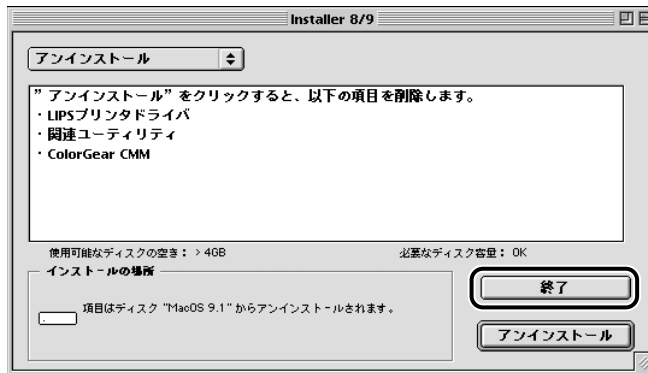 Installer 8/9
アンインストール
”アンインストール”をクリックすると、以下の項目を削除します。
・LIPSプリンタドライバ
・関連ユーティリティ
・ColorGear CMM
使用可能なディスクの空き：>4GB
必要なディスク容量：OK
インストールの場所
項目はディスク "MacOS 9.1" からアンインストールされます。
終了
アンインストール